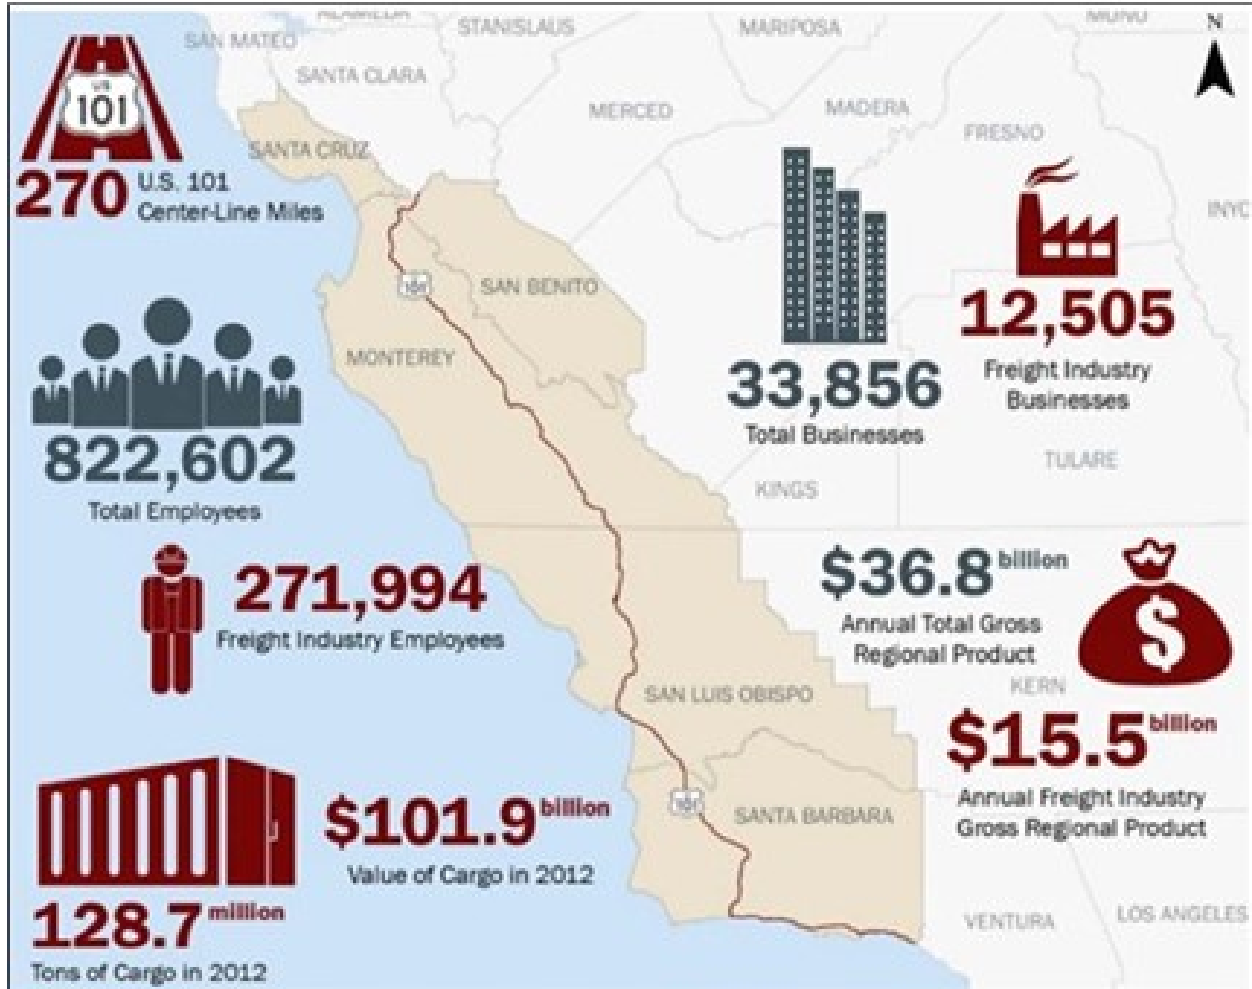 ALAMEDA
STANISLAUS
MARIPOSA
MONO
N
SAN MATEO
SANTA CLARA
MERCED
MADERA
FRESNO
US
101
SANTA CRUZ
270 U.S. 101
Center-Line Miles
INYO
101
SAN BENITO
MONTEREY
12,505
Freight Industry
Businesses
33,856
Total Businesses
822,602
Total Employees
TULARE
KINGS
271,994
Freight Industry Employees
$36.8 billion
Annual Total Gross
Regional Product
$
KERN
SAN LUIS OBISPO
$15.5 billion
Annual Freight Industry
Gross Regional Product
101
SANTA BARBARA
$101.9 billion
Value of Cargo in 2012
128.7 million
Tons of Cargo in 2012
VENTURA
LOS ANGELES